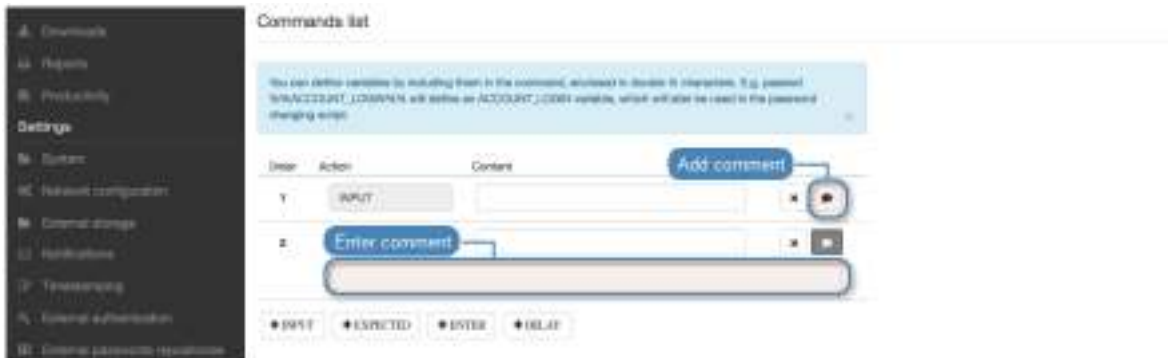 Commands list
Downloads
Reports
Productivity
Settings
System
Network configuration
External storage
Notifications
Timestamping
External authentication
External passwords repositories
You can define variables by including them in the command, enclosed in double % characters. E.g. passwd
%%ACCOUNT_LOGIN%% will define an ACCOUNT_LOGIN variable, which will also be used in the password
changing script.
Order Action Content
Add comment
1 INPUT
2
Enter comment
+INPUT +EXPECTED +ENTER +DELAY